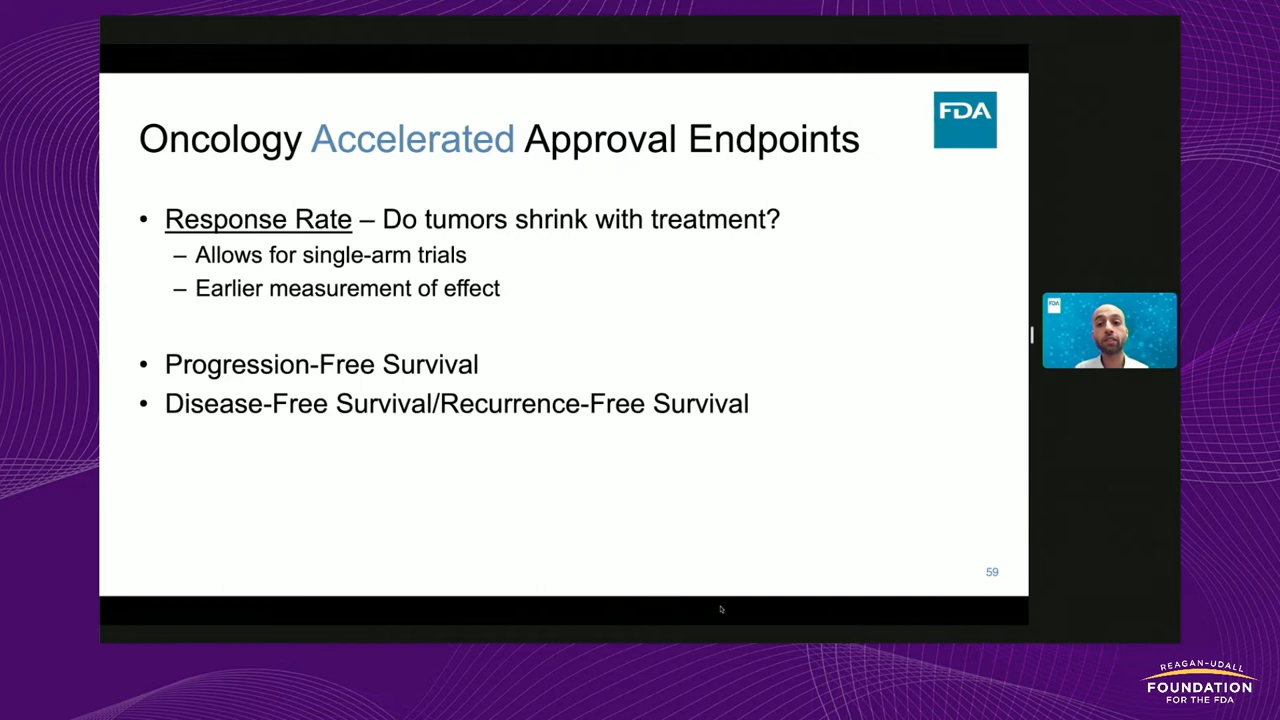 Oncology Accelerated Approval Endpoints
FDA
• Response Rate – Do tumors shrink with treatment?
– Allows for single-arm trials
– Earlier measurement of effect
• Progression-Free Survival
• Disease-Free Survival/Recurrence-Free Survival
59
FDA
REAGAN-UDALL
FOUNDATION
FOR THE FDA